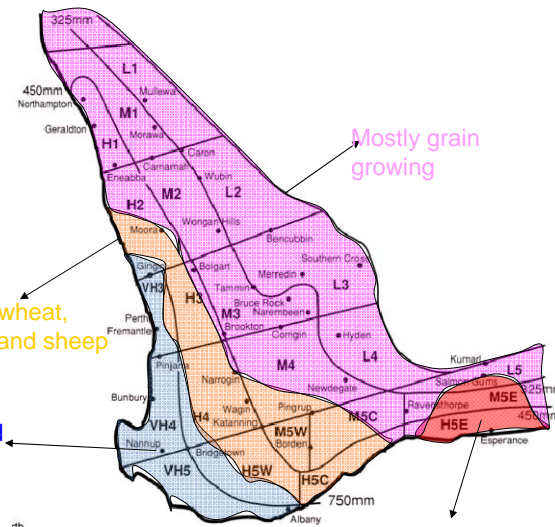 325mm
L1
450mm
Mullewa
Northampton
M1
Geraldton
Morawa
H1
Mostly grain
growing
Caron
Carnamah
Eneabba
Wubin
M2
L2
H2
Wongan Hills
Moora
Bencubbin
Southern Cross
Bolgart
VH3
Merredin
L3
Tammin
H3
Bruce Rock
wheat,
Perth
M3
Narembeen
Fremantle
Brookton
and sheep
Corrigin
Hyden
L4
Pinjarra
M4
Kumarl
L5
Narrogin
Newdegate
Salmon Gums
325mm
Bunbury
Wagin
Pingrup
M5C
Ravensthorpe
M5E
VH4
H4
Katanning
M5W
450mm
H5E
Nannup
Borden
Esperance
Bridgetown
VH5
H5W
H5C
750mm
Albany